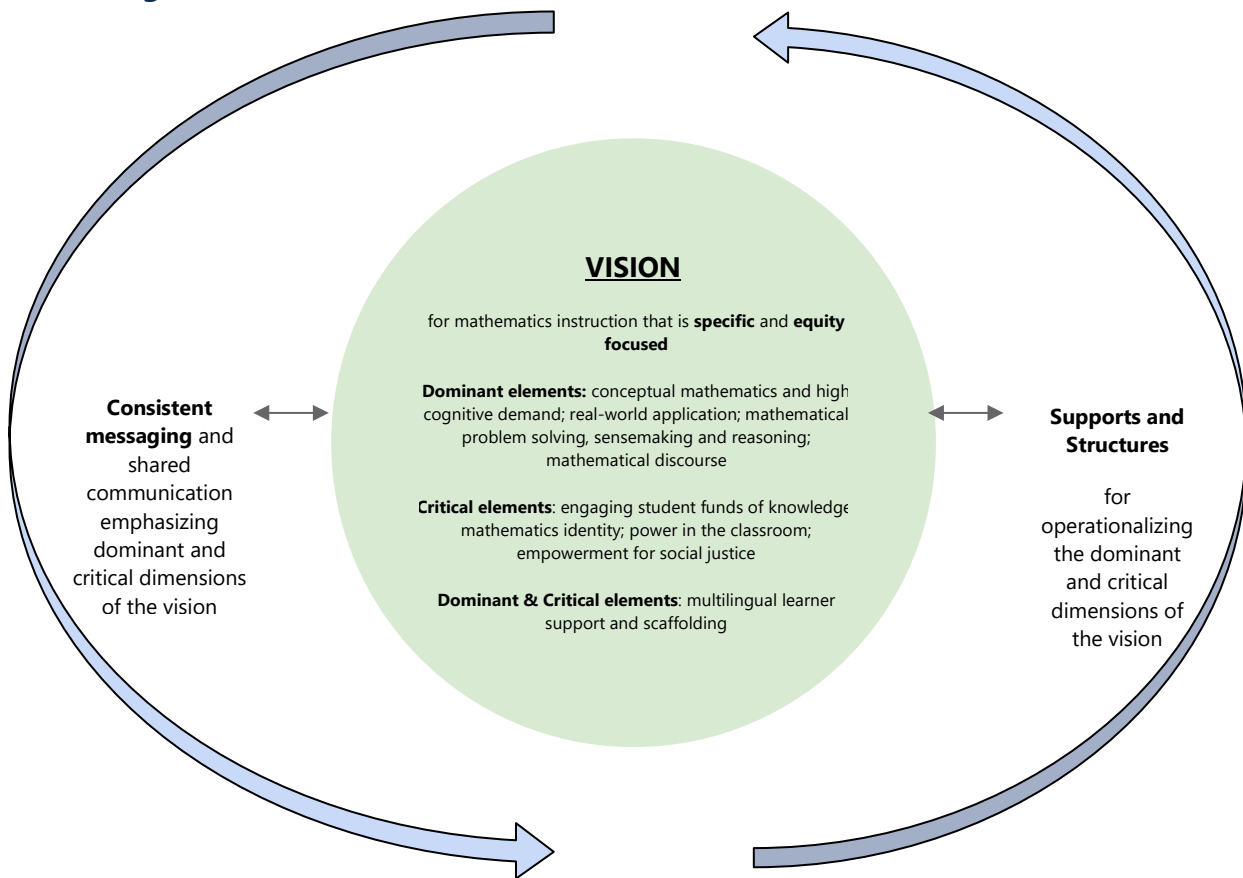 VISION
for mathematics instruction that is specific and equity
focused
Dominant elements: conceptual mathematics and high
cognitive demand; real-world application; mathematical
problem solving, sensemaking and reasoning;
mathematical discourse
Critical elements: engaging student funds of knowledge
mathematics identity; power in the classroom;
empowerment for social justice
Dominant & Critical elements: multilingual learner
support and scaffolding
Consistent
messaging and
shared
communication
emphasizing
dominant and
critical dimensions
of the vision
Supports and
Structures
for
operationalizing
the dominant
and critical
dimensions of
the vision